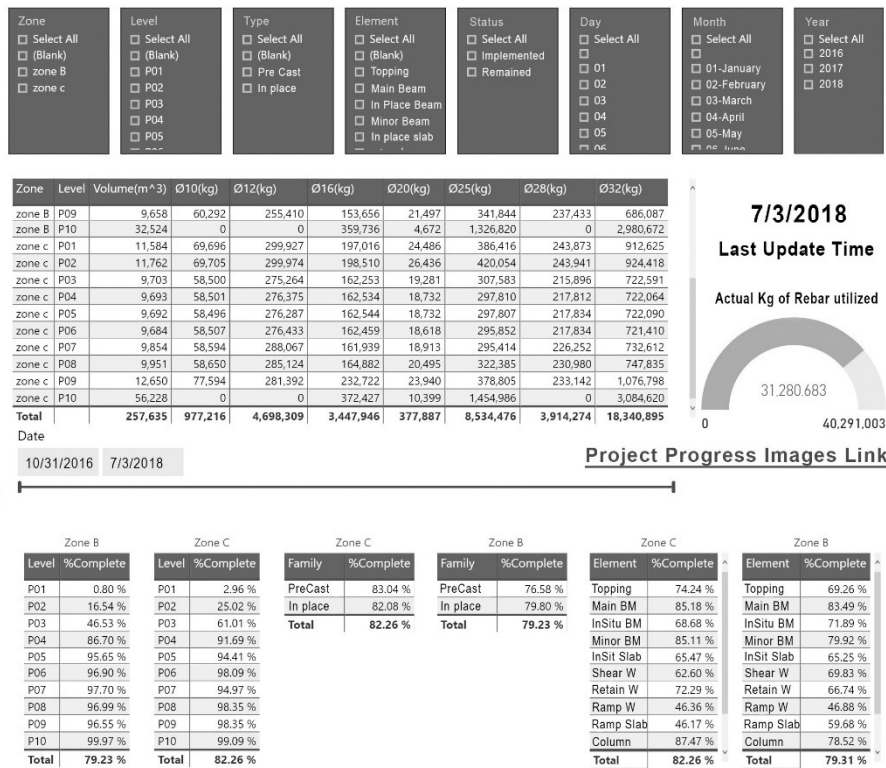 Zone Level Type Element Status Day Month Year
Select All Select All Select All Select All Select All Select All Select All Select All
(Blank) (Blank) (Blank) (Blank) Implemented 2016
zone B P01 Pre Cast Topping Remained 01 01-January 2017
zone c P02 In place Main Beam 02 02-February 2018
P03 In Place Beam 03 03-March
P04 Minor Beam 04 04-April
P05 In place slab 05 05-May
06 06-June
Zone Level Volume(m^3) Ø10(kg) Ø12(kg) Ø16(kg) Ø20(kg) Ø25(kg) Ø28(kg) Ø32(kg)
zone B P09 9,658 60,292 255,410 153,656 21,497 341,844 237,433 686,087
zone B P10 32,524 0 0 359,736 4,672 1,326,820 0 2,980,672
zone c P01 11,584 69,696 299,927 197,016 24,486 386,416 243,873 912,625
zone c P02 11,762 69,705 299,974 198,510 26,436 420,054 243,941 924,418
zone c P03 9,703 58,500 275,264 162,253 19,281 307,583 215,896 722,591
zone c P04 9,693 58,501 276,375 162,534 18,732 297,810 217,812 722,064
zone c P05 9,692 58,496 276,287 162,544 18,732 297,807 217,834 722,090
zone c P06 9,684 58,507 276,433 162,459 18,618 295,852 217,834 721,410
zone c P07 9,854 58,594 288,067 161,939 18,913 295,414 226,252 732,612
zone c P08 9,951 58,650 285,124 164,882 20,495 322,385 230,980 747,835
zone c P09 12,650 77,594 281,392 232,722 23,940 378,805 233,142 1,076,798
zone c P10 56,228 0 0 372,427 10,399 1,454,986 0 3,084,620
Total 257,635 977,216 4,698,309 3,447,946 377,887 8,534,476 3,914,274 18,340,895
7/3/2018
Last Update Time
Actual Kg of Rebar utilized
31,280,683
0 40,291,003
Date
10/31/2016 7/3/2018
Project Progress Images Link
Zone B
Level %Complete
P01 0.80 %
P02 16.54 %
P03 46.53 %
P04 86.70 %
P05 95.65 %
P06 96.90 %
P07 97.70 %
P08 96.99 %
P09 96.55 %
P10 99.97 %
Total 79.23 %
Zone C
Level %Complete
P01 2.96 %
P02 25.02 %
P03 61.01 %
P04 91.69 %
P05 94.41 %
P06 98.09 %
P07 94.97 %
P08 98.35 %
P09 98.35 %
P10 99.09 %
Total 82.26 %
Zone C
Family %Complete
PreCast 83.04 %
In place 82.08 %
Total 82.26 %
Zone B
Family %Complete
PreCast 76.58 %
In place 79.80 %
Total 79.23 %
Zone C
Element %Complete
Topping 74.24 %
Main BM 85.18 %
InSitu BM 68.68 %
Minor BM 85.11 %
InSit Slab 65.47 %
Shear W 62.60 %
Retain W 72.29 %
Ramp W 46.36 %
Ramp Slab 46.17 %
Column 87.47 %
Total 82.26 %
Zone B
Element %Complete
Topping 69.26 %
Main BM 83.49 %
InSitu BM 71.89 %
Minor BM 79.92 %
InSit Slab 65.25 %
Shear W 69.83 %
Retain W 66.74 %
Ramp W 46.88 %
Ramp Slab 59.68 %
Column 78.52 %
Total 79.31 %